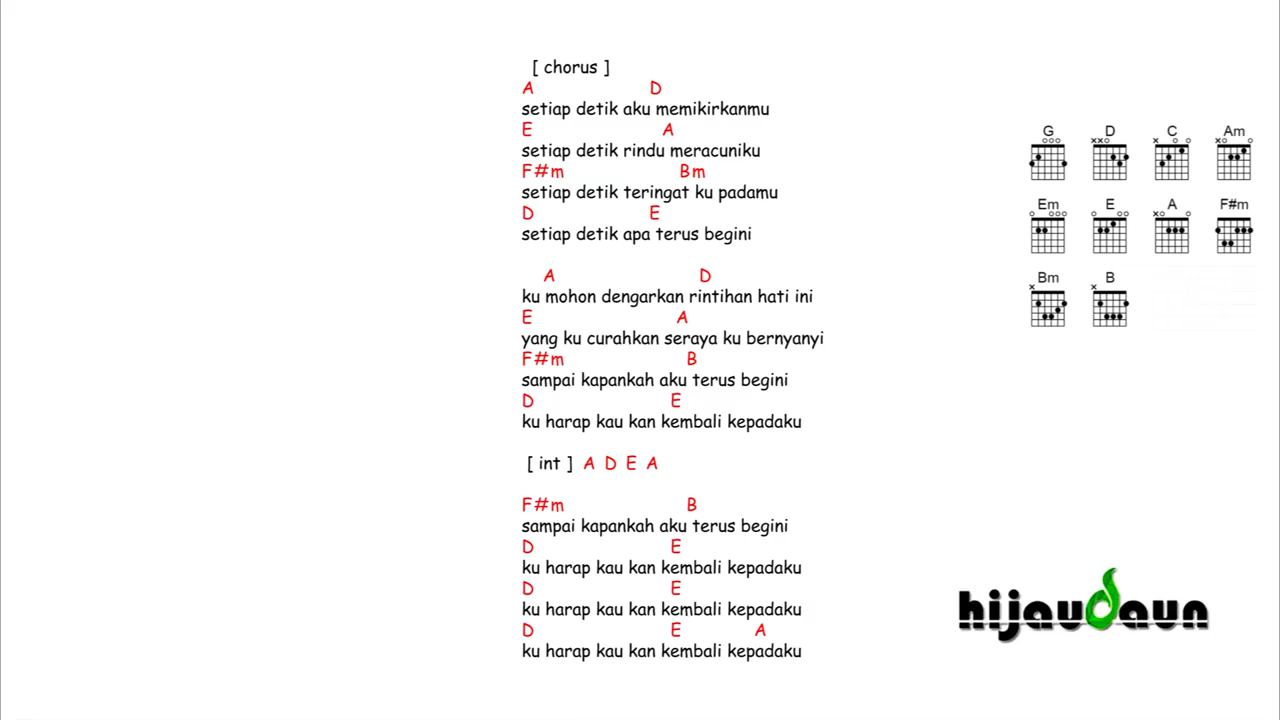 [ chorus ]
A D
setiap detik aku memikirkanmu
E A
setiap detik rindu meracuniku
F#m Bm
setiap detik teringat ku padamu
D E
setiap detik apa terus begini
A D
ku mohon dengarkan rintihan hati ini
E A
yang ku curahkan seraya ku bernyanyi
F#m B
sampai kapankah aku terus begini
D E
ku harap kau kan kembali kepadaku
[ int ] A D E A
F#m B
sampai kapankah aku terus begini
D E
ku harap kau kan kembali kepadaku
D E
ku harap kau kan kembali kepadaku
D E A
ku harap kau kan kembali kepadaku
G D C Am
Em E A F#m
Bm B
hijaudaun